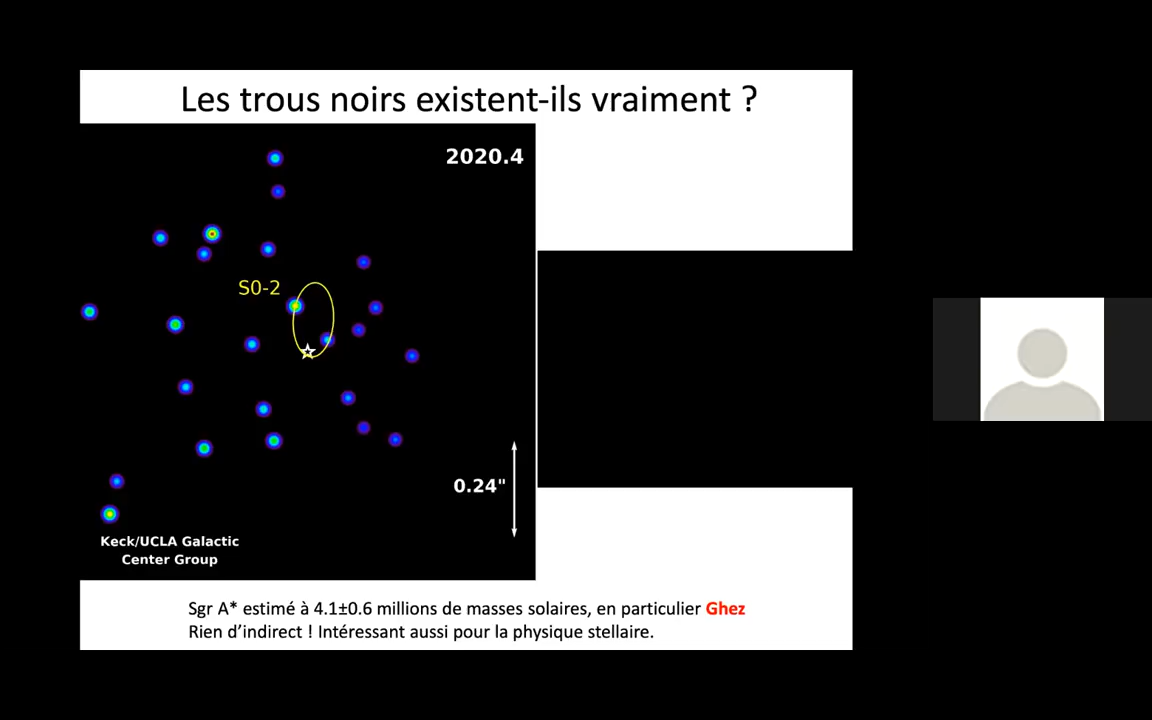 Les trous noirs existent-ils vraiment ?
2020.4
S0-2
0.24"
Keck/UCLA Galactic
Center Group
Sgr A* estimé à 4.1±0.6 millions de masses solaires, en particulier Ghez
Rien d’indirect ! Intéressant aussi pour la physique stellaire.